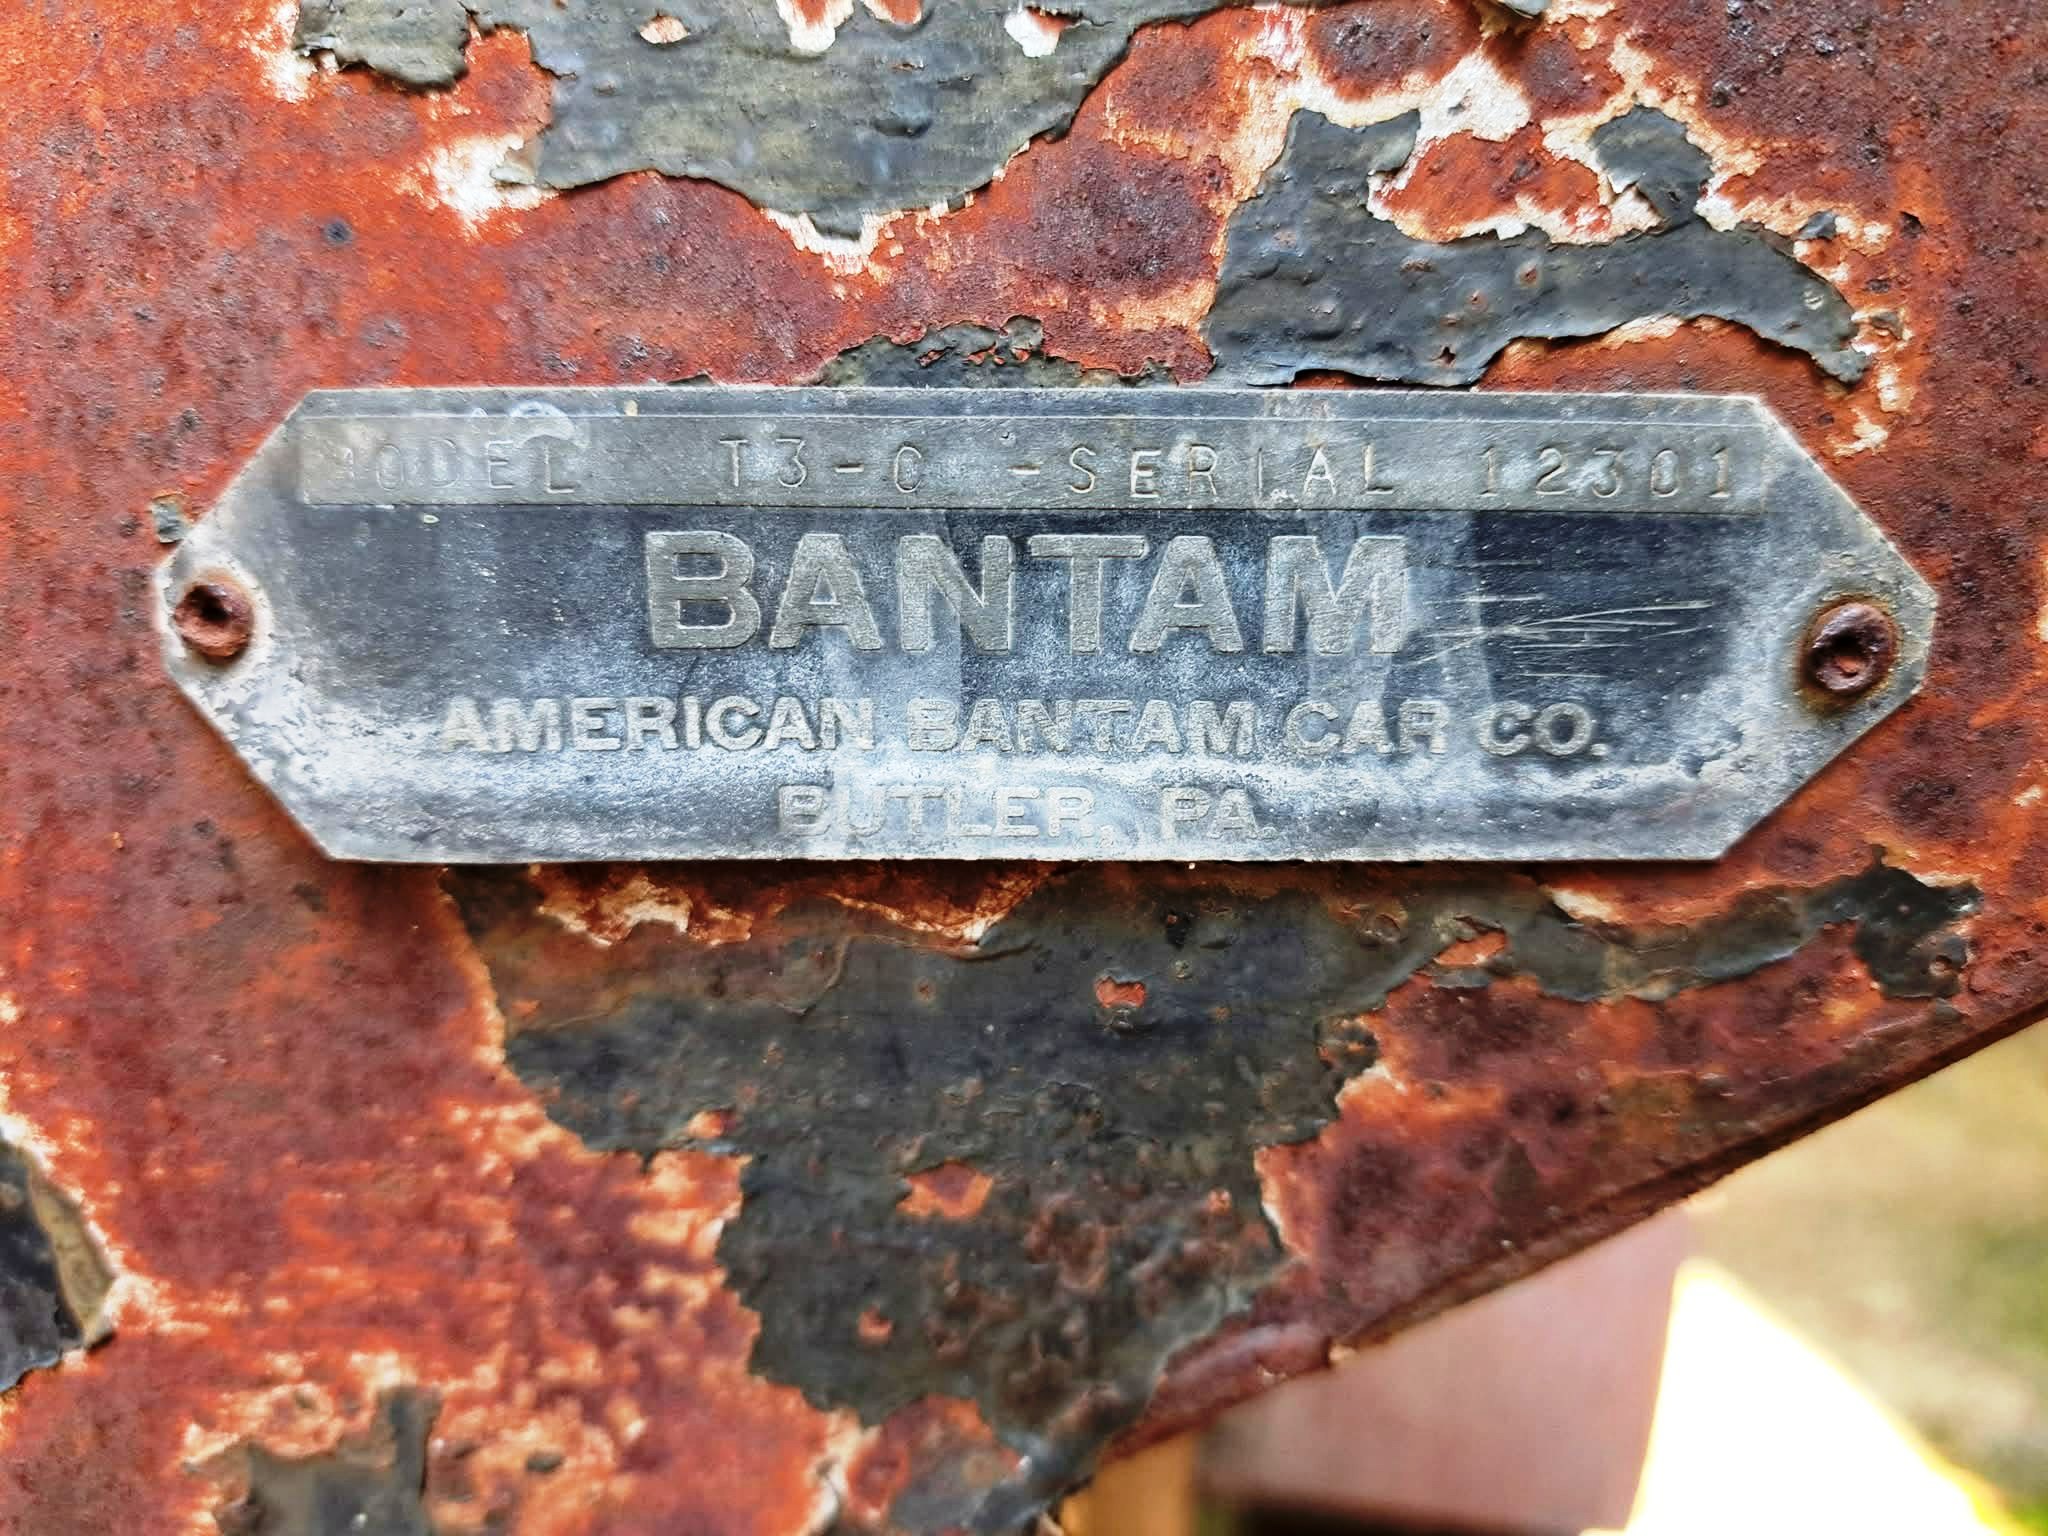 MODEL T3-C -SERIAL 12301
BANTAM
AMERICAN BANTAM CAR CO.
BUTLER, PA.